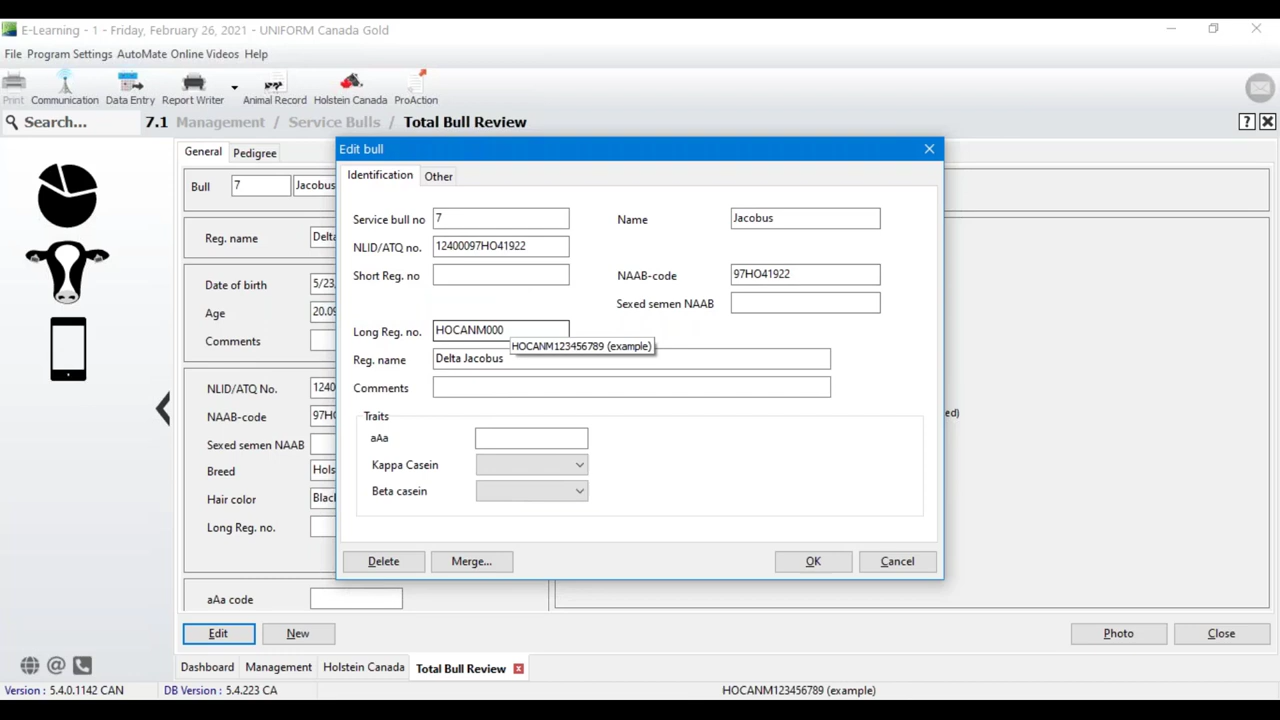 E-Learning - 1 - Friday, February 26, 2021 - UNIFORM Canada Gold
File Program Settings AutoMate Online Videos Help
Print Communication Data Entry Report Writer Animal Record Holstein Canada ProAction
Search... 7.1 Management / Service Bulls / Total Bull Review ?
General Pedigree
Bull 7 Jacobus
Reg. name Delta
Date of birth 5/23
Age 20.09
Comments
NLID/ATQ No. 1240
NAAB-code 97HO
Sexed semen NAAB
Breed Hols
Hair color Blac
Long Reg. no.
aAa code
Edit bull
Identification Other
Service bull no 7 Name Jacobus
NLID/ATQ no. 12400097HO41922
Short Reg. no NAAB-code 97HO41922
Sexed semen NAAB
Long Reg. no. HOCANM000
HOCANM123456789 (example)
Reg. name Delta Jacobus
Comments
Traits
aAa
Kappa Casein
Beta casein
Delete Merge... OK Cancel
ed)
Edit New Photo Close
Dashboard Management Holstein Canada Total Bull Review
Version : 5.4.0.1142 CAN DB Version : 5.4.223 CA HOCANM123456789 (example)